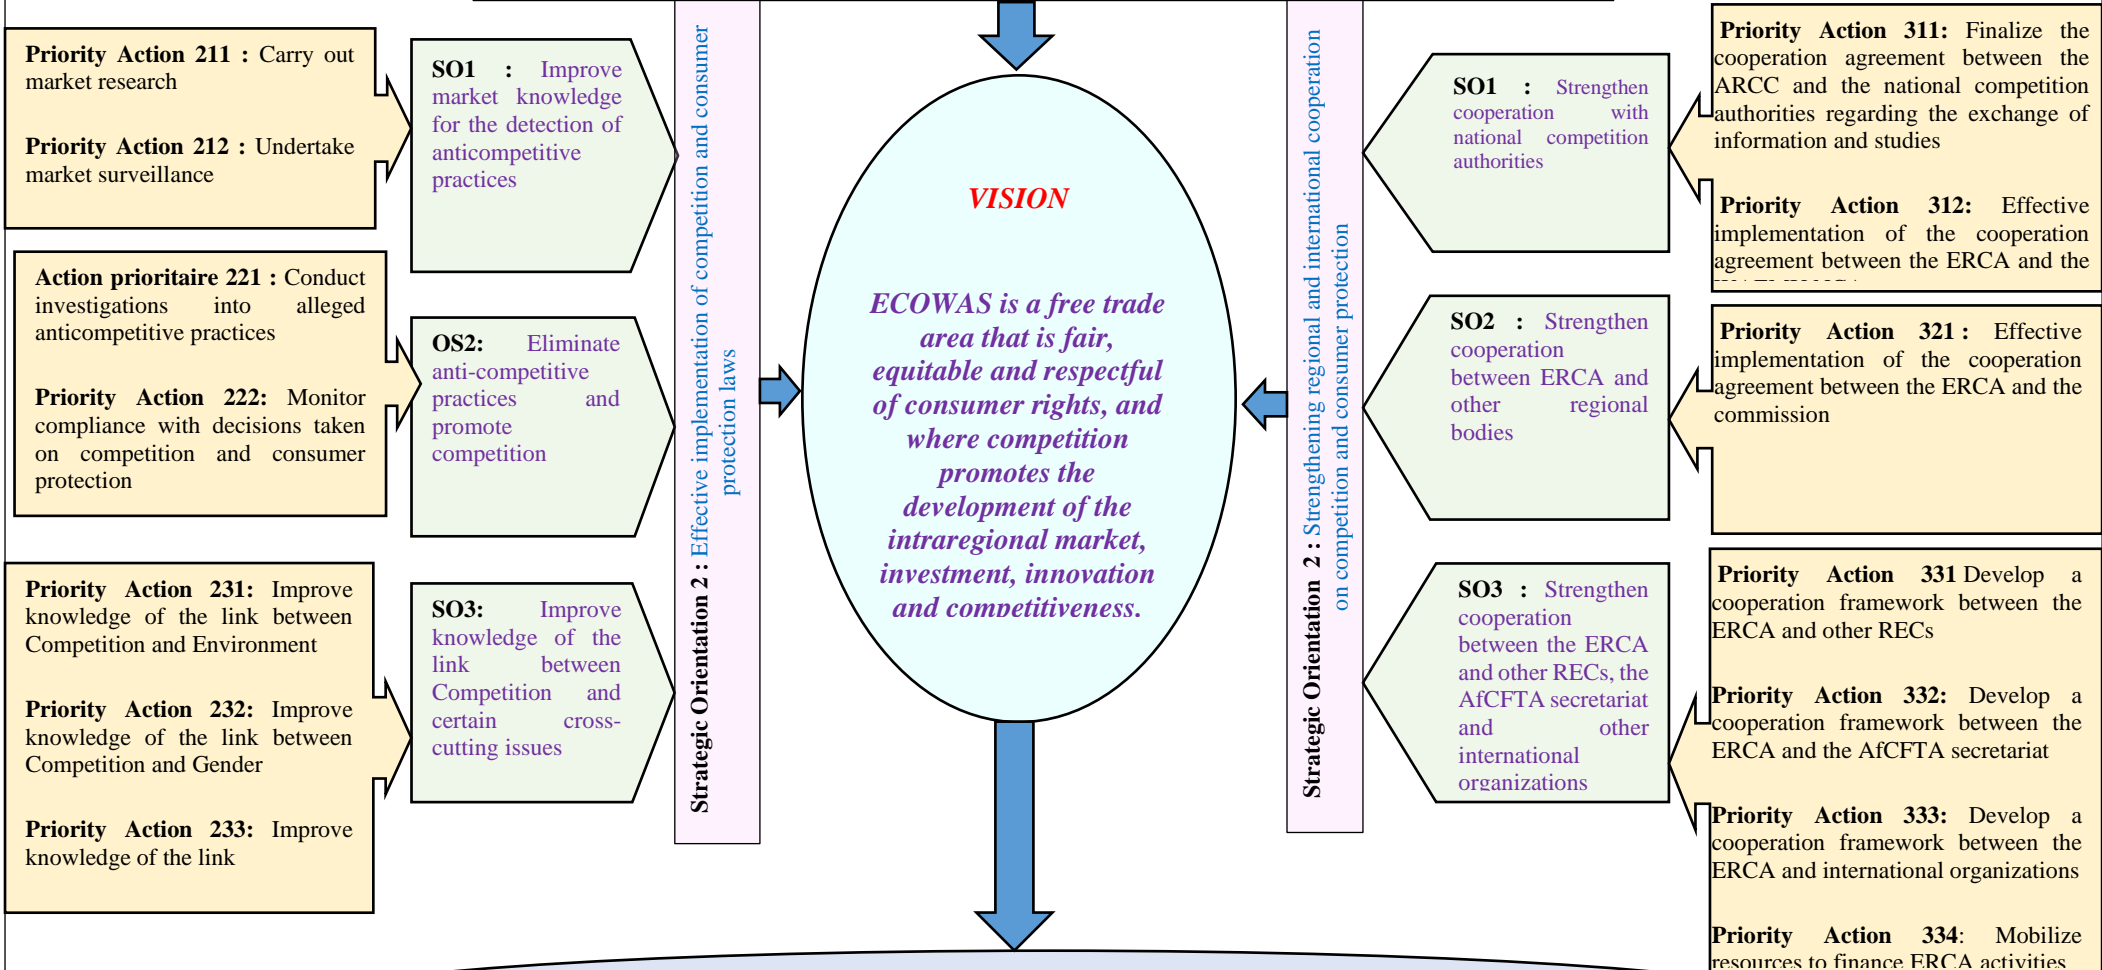 Priority Action 211 : Carry out
market research
Priority Action 212 : Undertake
market surveillance
Action prioritaire 221 : Conduct
investigations into alleged
anticompetitive practices
Priority Action 222: Monitor
compliance with decisions taken
on competition and consumer
protection
Priority Action 231: Improve
knowledge of the link between
Competition and Environment
Priority Action 232: Improve
knowledge of the link between
Competition and Gender
Priority Action 233: Improve
knowledge of the link
SO1 : Improve
market knowledge
for the detection of
anticompetitive
practices
OS2: Eliminate
anti-competitive
practices and
promote
competition
SO3: Improve
knowledge of the
link between
Competition and
certain cross-
cutting issues
Strategic Orientation 2 : Effective implementation of competition and consumer
protection laws
VISION
ECOWAS is a free trade
area that is fair,
equitable and respectful
of consumer rights, and
where competition
promotes the
development of the
intraregional market,
investment, innovation
and competitiveness.
Strategic Orientation 2 : Strengthening regional and international cooperation
on competition and consumer protection
SO1 : Strengthen
cooperation with
national competition
authorities
SO2 : Strengthen
cooperation
between ERCA and
other regional
bodies
SO3 : Strengthen
cooperation
between the ERCA
and other RECs, the
AfCFTA secretariat
and other
international
organizations
Priority Action 311: Finalize the
cooperation agreement between the
ARCC and the national competition
authorities regarding the exchange of
information and studies
Priority Action 312: Effective
implementation of the cooperation
agreement between the ERCA and the
Priority Action 321 : Effective
implementation of the cooperation
agreement between the ERCA and the
commission
Priority Action 331 Develop a
cooperation framework between the
ERCA and other RECs
Priority Action 332: Develop a
cooperation framework between the
ERCA and the AfCFTA secretariat
Priority Action 333: Develop a
cooperation framework between the
ERCA and international organizations
Priority Action 334: Mobilize
resources to finance ERCA activities